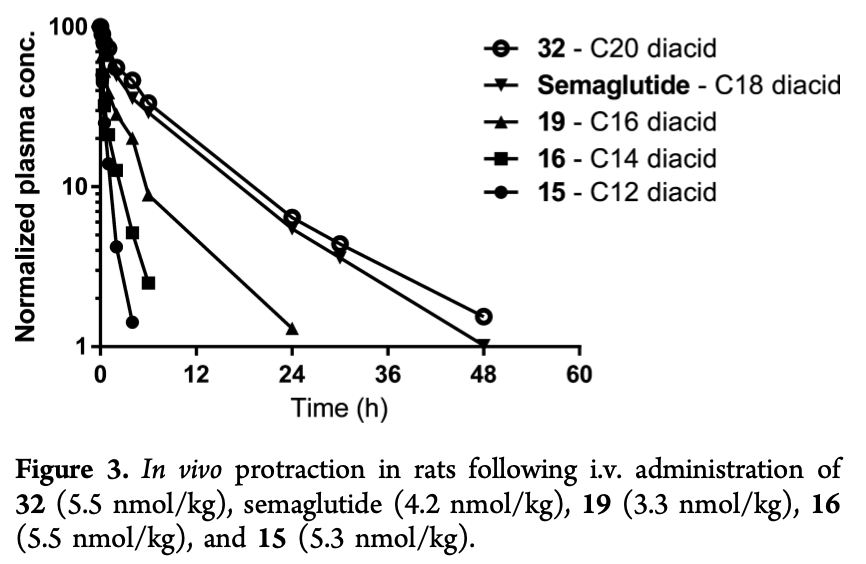 Normalized plasma conc.
100
10
1
0 12 24 36 48 60
Time (h)
32 - C20 diacid
Semaglutide - C18 diacid
19 - C16 diacid
16 - C14 diacid
15 - C12 diacid
Figure 3. In vivo protraction in rats following i.v. administration of
32 (5.5 nmol/kg), semaglutide (4.2 nmol/kg), 19 (3.3 nmol/kg), 16
(5.5 nmol/kg), and 15 (5.3 nmol/kg).